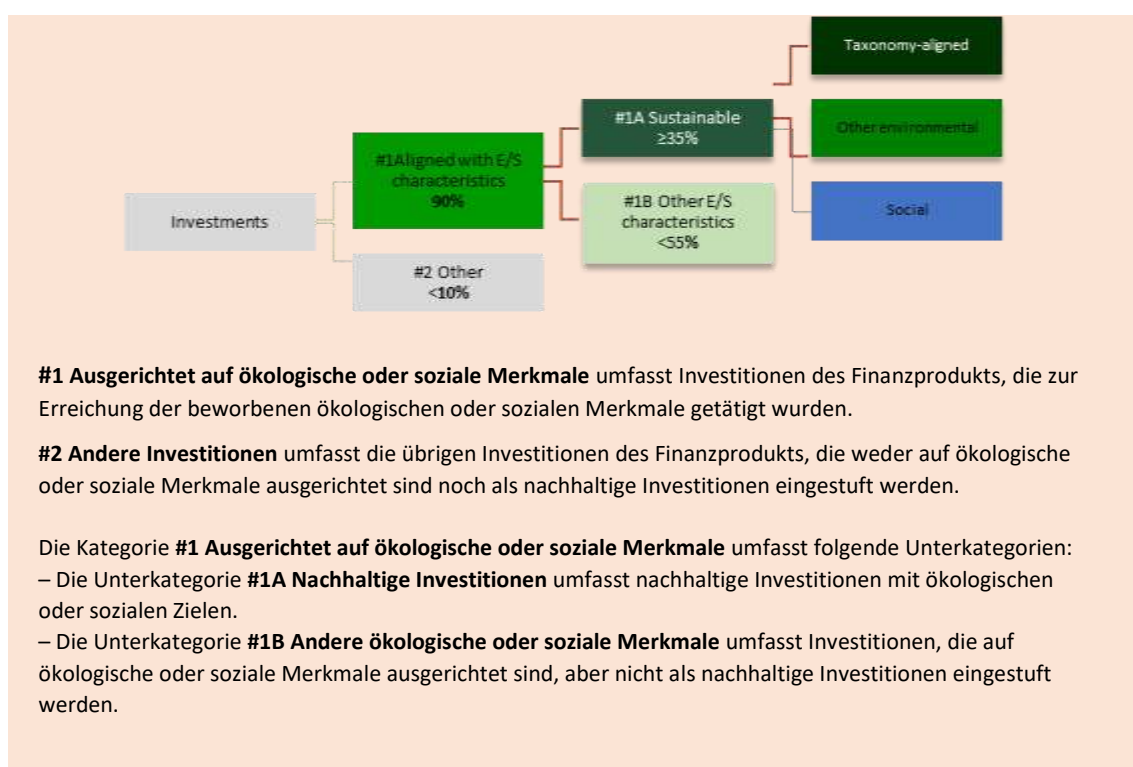 Taxonomy-aligned
#1A Sustainable
≥35%
Other environmental
#1Aligned with E/S
characteristics
90%
#1B Other E/S
characteristics
<55%
Social
Investments
#2 Other
<10%
#1 Ausgerichtet auf ökologische oder soziale Merkmale umfasst Investitionen des Finanzprodukts, die zur
Erreichung der beworbenen ökologischen oder sozialen Merkmale getätigt wurden.
#2 Andere Investitionen umfasst die übrigen Investitionen des Finanzprodukts, die weder auf ökologische
oder soziale Merkmale ausgerichtet sind noch als nachhaltige Investitionen eingestuft werden.
Die Kategorie #1 Ausgerichtet auf ökologische oder soziale Merkmale umfasst folgende Unterkategorien:
– Die Unterkategorie #1A Nachhaltige Investitionen umfasst nachhaltige Investitionen mit ökologischen
oder sozialen Zielen.
– Die Unterkategorie #1B Andere ökologische oder soziale Merkmale umfasst Investitionen, die auf
ökologische oder soziale Merkmale ausgerichtet sind, aber nicht als nachhaltige Investitionen eingestuft
werden.